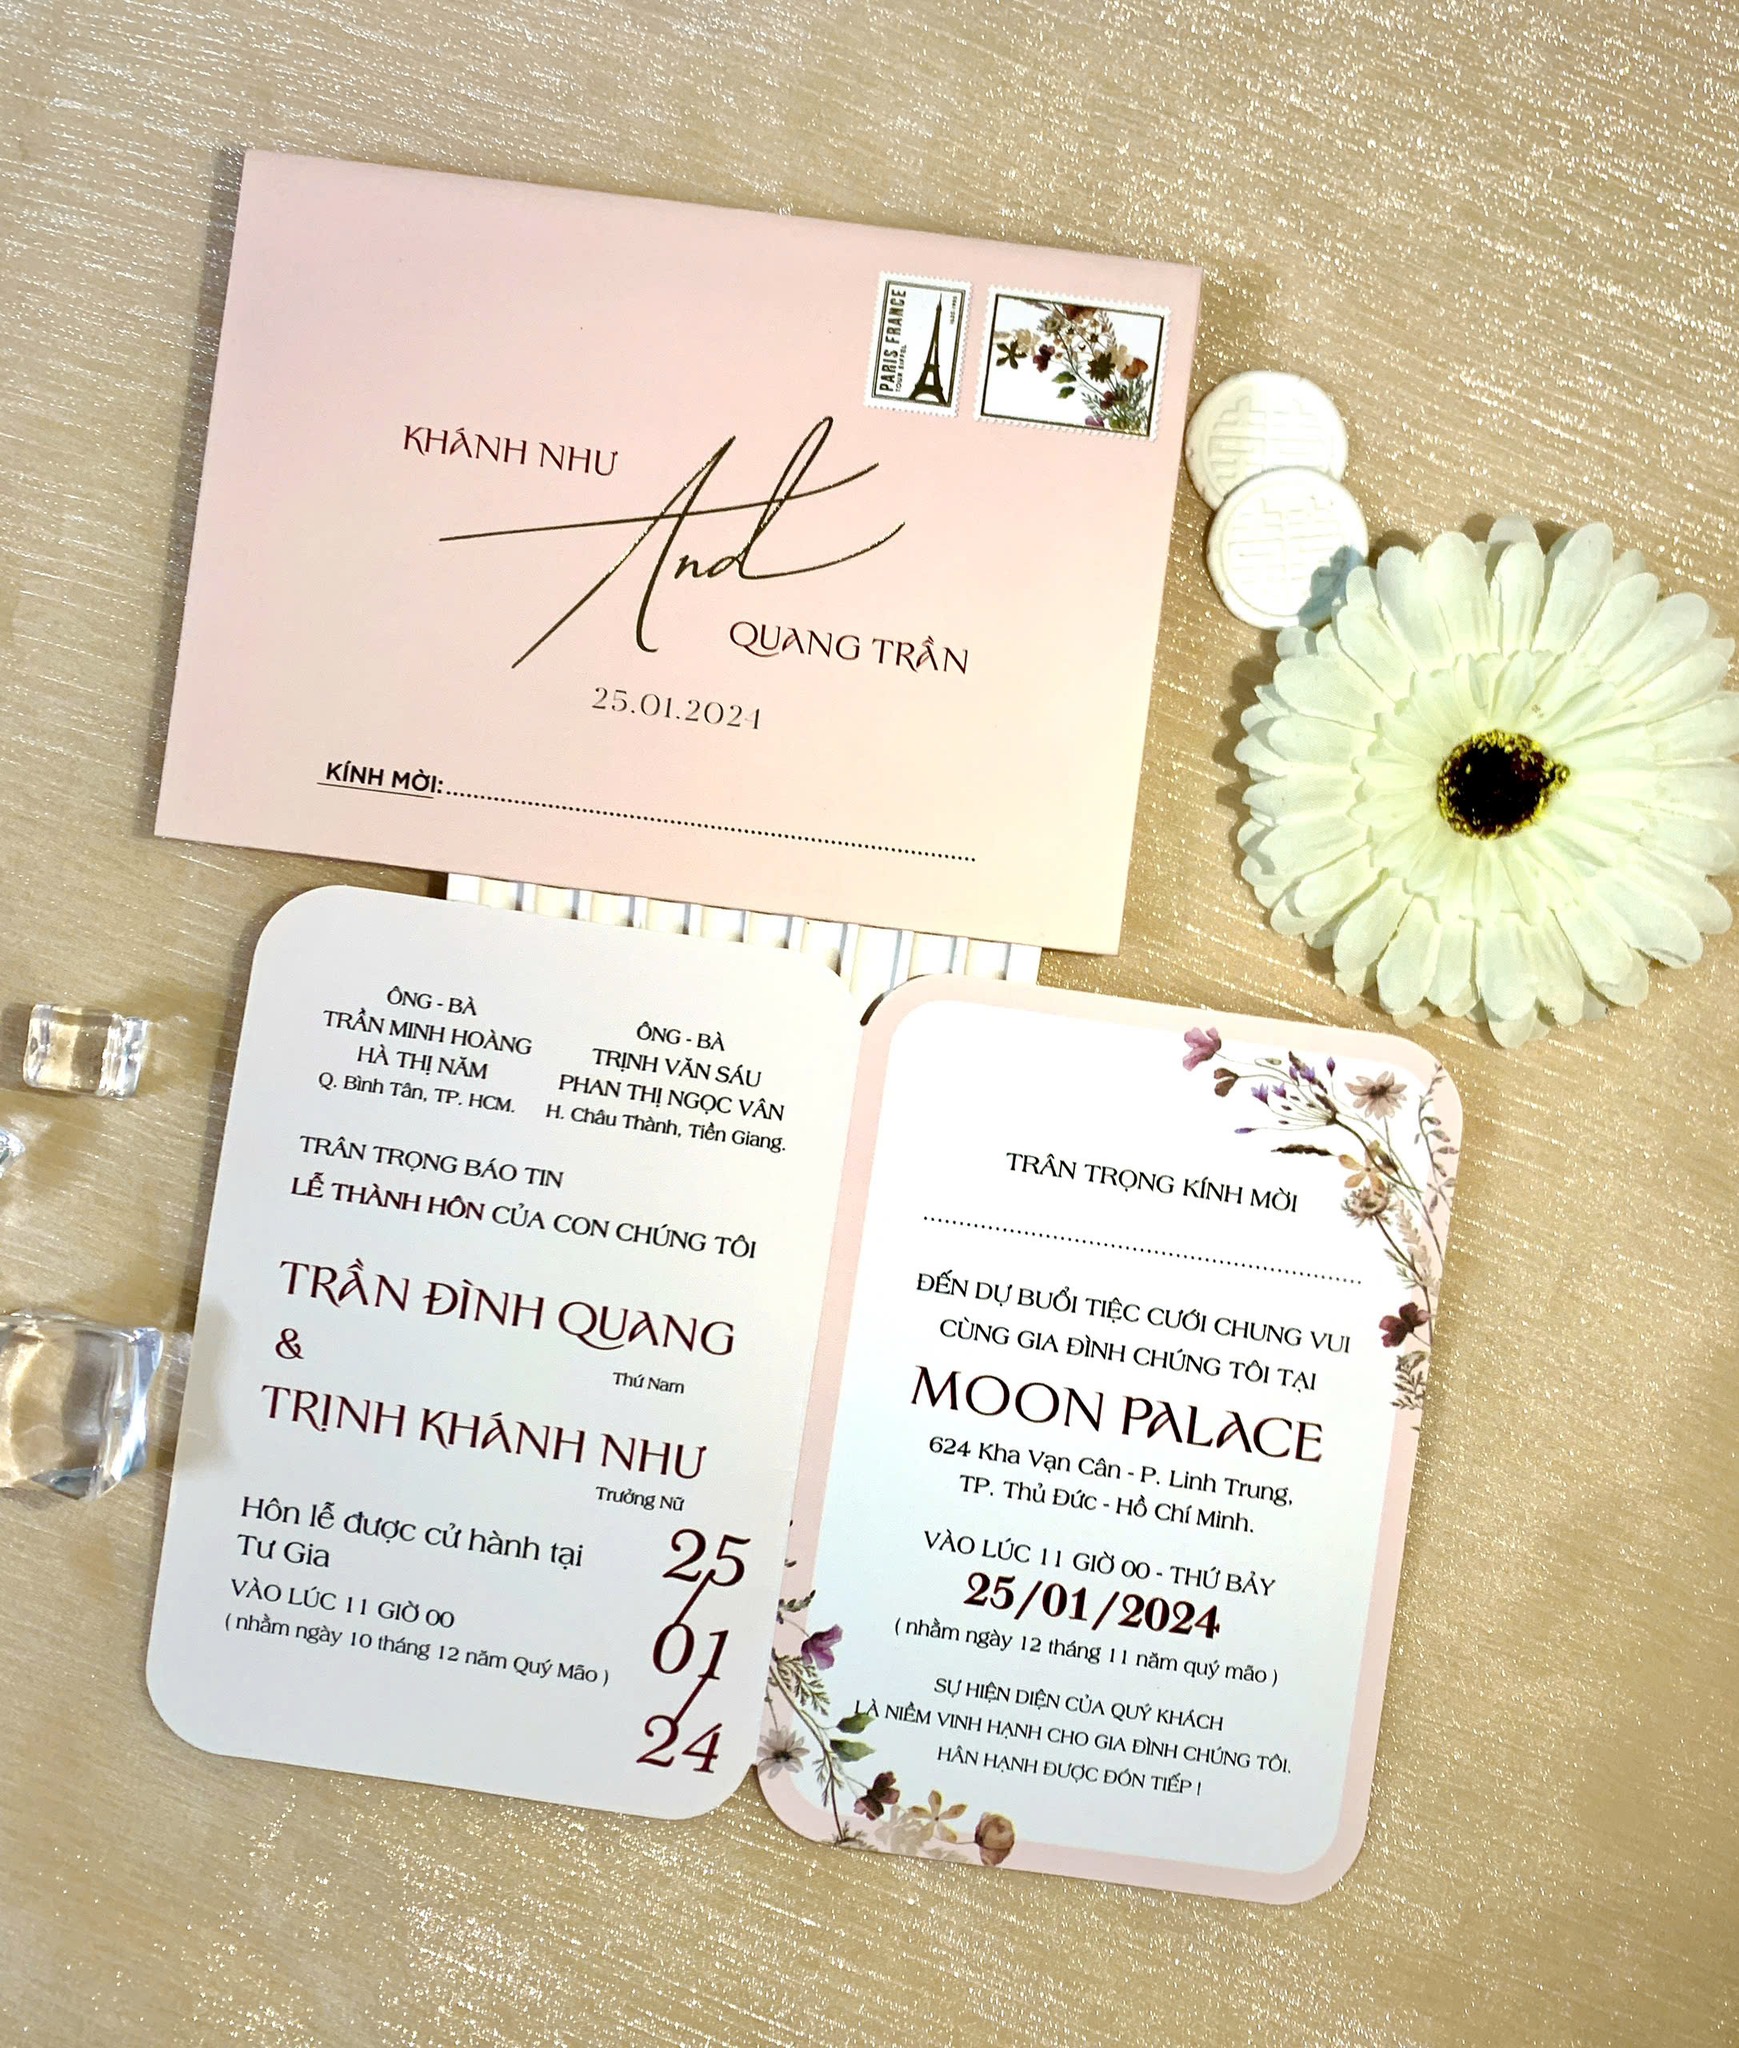 PARIS FRANCE
TOUR EIFFEL
KHÁNH NHƯ
And
QUANG TRẦN
25.01.2024
KÍNH MỜI:
ÔNG - BÀ
TRẦN MINH HOÀNG
HÀ THỊ NĂM
Q. Bình Tân, TP. HCM.
ÔNG - BÀ
TRỊNH VĂN SÁU
PHAN THỊ NGỌC VÂN
H. Châu Thành, Tiền Giang.
TRÂN TRỌNG BÁO TIN
LỄ THÀNH HÔN CỦA CON CHÚNG TÔI
TRẦN ĐÌNH QUANG
Thứ Nam
&
TRỊNH KHÁNH NHƯ
Trưởng Nữ
Hôn lễ được cử hành tại
Tư Gia
VÀO LÚC 11 GIỜ 00
( nhằm ngày 10 tháng 12 năm Quý Mão )
25
01
24
TRÂN TRỌNG KÍNH MỜI
ĐẾN DỰ BUỔI TIỆC CƯỚI CHUNG VUI
CÙNG GIA ĐÌNH CHÚNG TÔI TẠI
MOON PALACE
624 Kha Vạn Cân - P. Linh Trung,
TP. Thủ Đức - Hồ Chí Minh.
VÀO LÚC 11 GIỜ 00 - THỨ BẢY
25/01/2024
( nhằm ngày 12 tháng 11 năm quý mão )
SỰ HIỆN DIỆN CỦA QUÝ KHÁCH
LÀ NIỀM VINH HẠNH CHO GIA ĐÌNH CHÚNG TÔI.
HÂN HẠNH ĐƯỢC ĐÓN TIẾP !